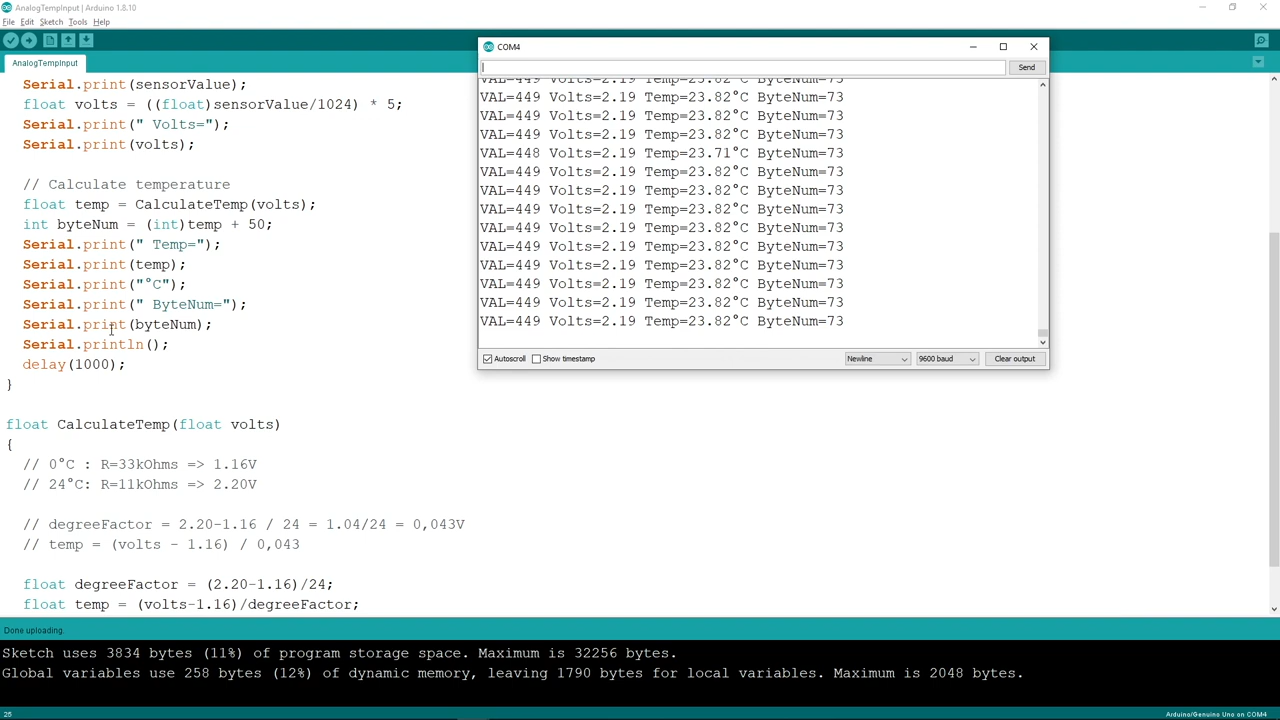 AnalogTempInput | Arduino 1.8.10
File Edit Sketch Tools Help
AnalogTempInput
Serial.print(sensorValue);
float volts = ((float)sensorValue/1024) * 5;
Serial.print(" Volts=");
Serial.print(volts);
// Calculate temperature
float temp = CalculateTemp(volts);
int byteNum = (int)temp + 50;
Serial.print(" Temp=");
Serial.print(temp);
Serial.print("°C");
Serial.print(" ByteNum=");
Serial.print(byteNum);
Serial.println();
delay(1000);
}
float CalculateTemp(float volts)
{
// 0°C : R=33kOhms => 1.16V
// 24°C: R=11kOhms => 2.20V
// degreeFactor = 2.20-1.16 / 24 = 1.04/24 = 0,043V
// temp = (volts - 1.16) / 0,043
float degreeFactor = (2.20-1.16)/24;
float temp = (volts-1.16)/degreeFactor;
COM4
Send
VAL=449 Volts=2.19 Temp=23.82°C ByteNum=73
VAL=449 Volts=2.19 Temp=23.82°C ByteNum=73
VAL=449 Volts=2.19 Temp=23.82°C ByteNum=73
VAL=449 Volts=2.19 Temp=23.82°C ByteNum=73
VAL=448 Volts=2.19 Temp=23.71°C ByteNum=73
VAL=449 Volts=2.19 Temp=23.82°C ByteNum=73
VAL=449 Volts=2.19 Temp=23.82°C ByteNum=73
VAL=449 Volts=2.19 Temp=23.82°C ByteNum=73
VAL=449 Volts=2.19 Temp=23.82°C ByteNum=73
VAL=449 Volts=2.19 Temp=23.82°C ByteNum=73
VAL=449 Volts=2.19 Temp=23.82°C ByteNum=73
VAL=449 Volts=2.19 Temp=23.82°C ByteNum=73
VAL=449 Volts=2.19 Temp=23.82°C ByteNum=73
VAL=449 Volts=2.19 Temp=23.82°C ByteNum=73
Autoscroll Show timestamp Newline 9600 baud Clear output
Done uploading.
Sketch uses 3834 bytes (11%) of program storage space. Maximum is 32256 bytes.
Global variables use 258 bytes (12%) of dynamic memory, leaving 1790 bytes for local variables. Maximum is 2048 bytes.
25 Arduino/Genuino Uno on COM4